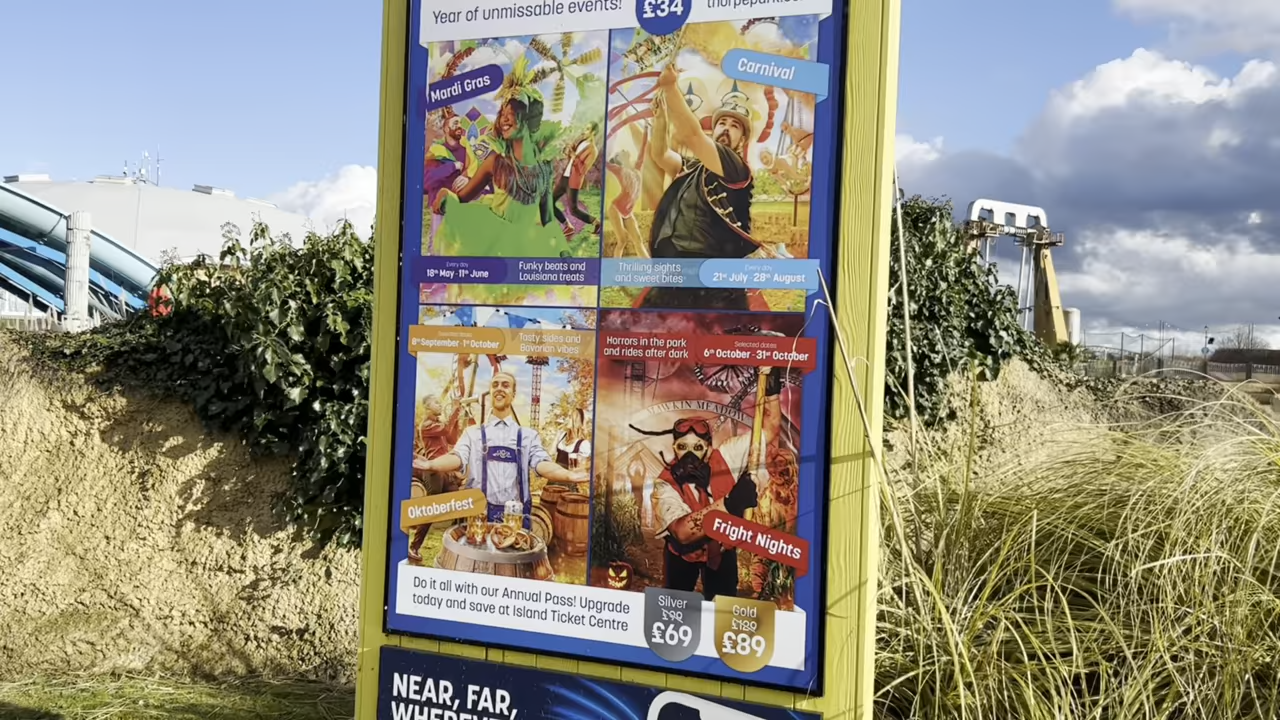 Year of unmissable events!
£34
Mardi Gras
Carnival
Every day
18th May - 11th June
Funky beats and
Louisiana treats
Thrilling sights
and sweet bites
Every day
21st July - 28th August
Selected dates
8th September - 1st October
Tasty sides and
Bavarian vibes
Horrors in the park
and rides after dark
Selected dates
6th October - 31st October
Oktoberfest
Fright Nights
Do it all with our Annual Pass! Upgrade
today and save at Island Ticket Centre
Silver
£99
£69
Gold
£129
£89
NEAR, FAR,